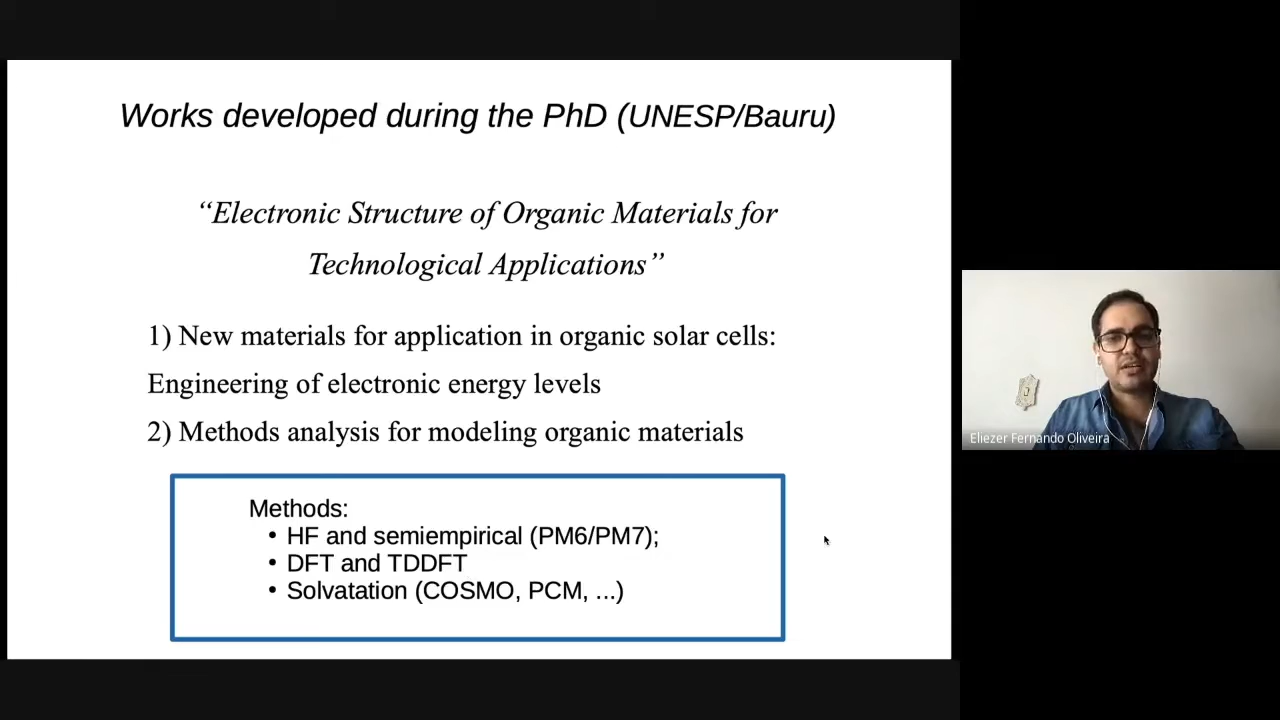 Works developed during the PhD (UNESP/Bauru)
“Electronic Structure of Organic Materials for
Technological Applications”
1) New materials for application in organic solar cells:
Engineering of electronic energy levels
2) Methods analysis for modeling organic materials
Methods:
• HF and semiempirical (PM6/PM7);
• DFT and TDDFT
• Solvatation (COSMO, PCM, ...)
Eliezer Fernando Oliveira